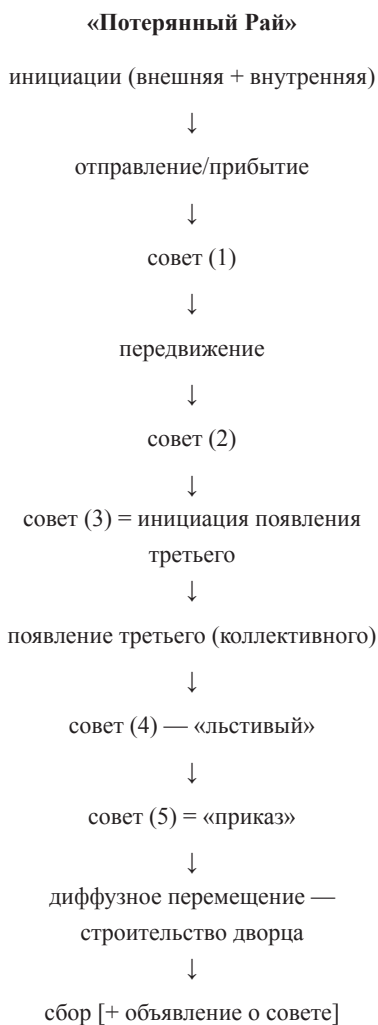 «Потерянный Рай»
инициации (внешняя + внутренняя)
↓
отправление/прибытие
↓
совет (1)
↓
передвижение
↓
совет (2)
↓
совет (3) = инициация появления
третьего
↓
появление третьего (коллективного)
↓
совет (4) — «льстивый»
↓
совет (5) = «приказ»
↓
диффузное перемещение —
строительство дворца
↓
сбор [+ объявление о совете]